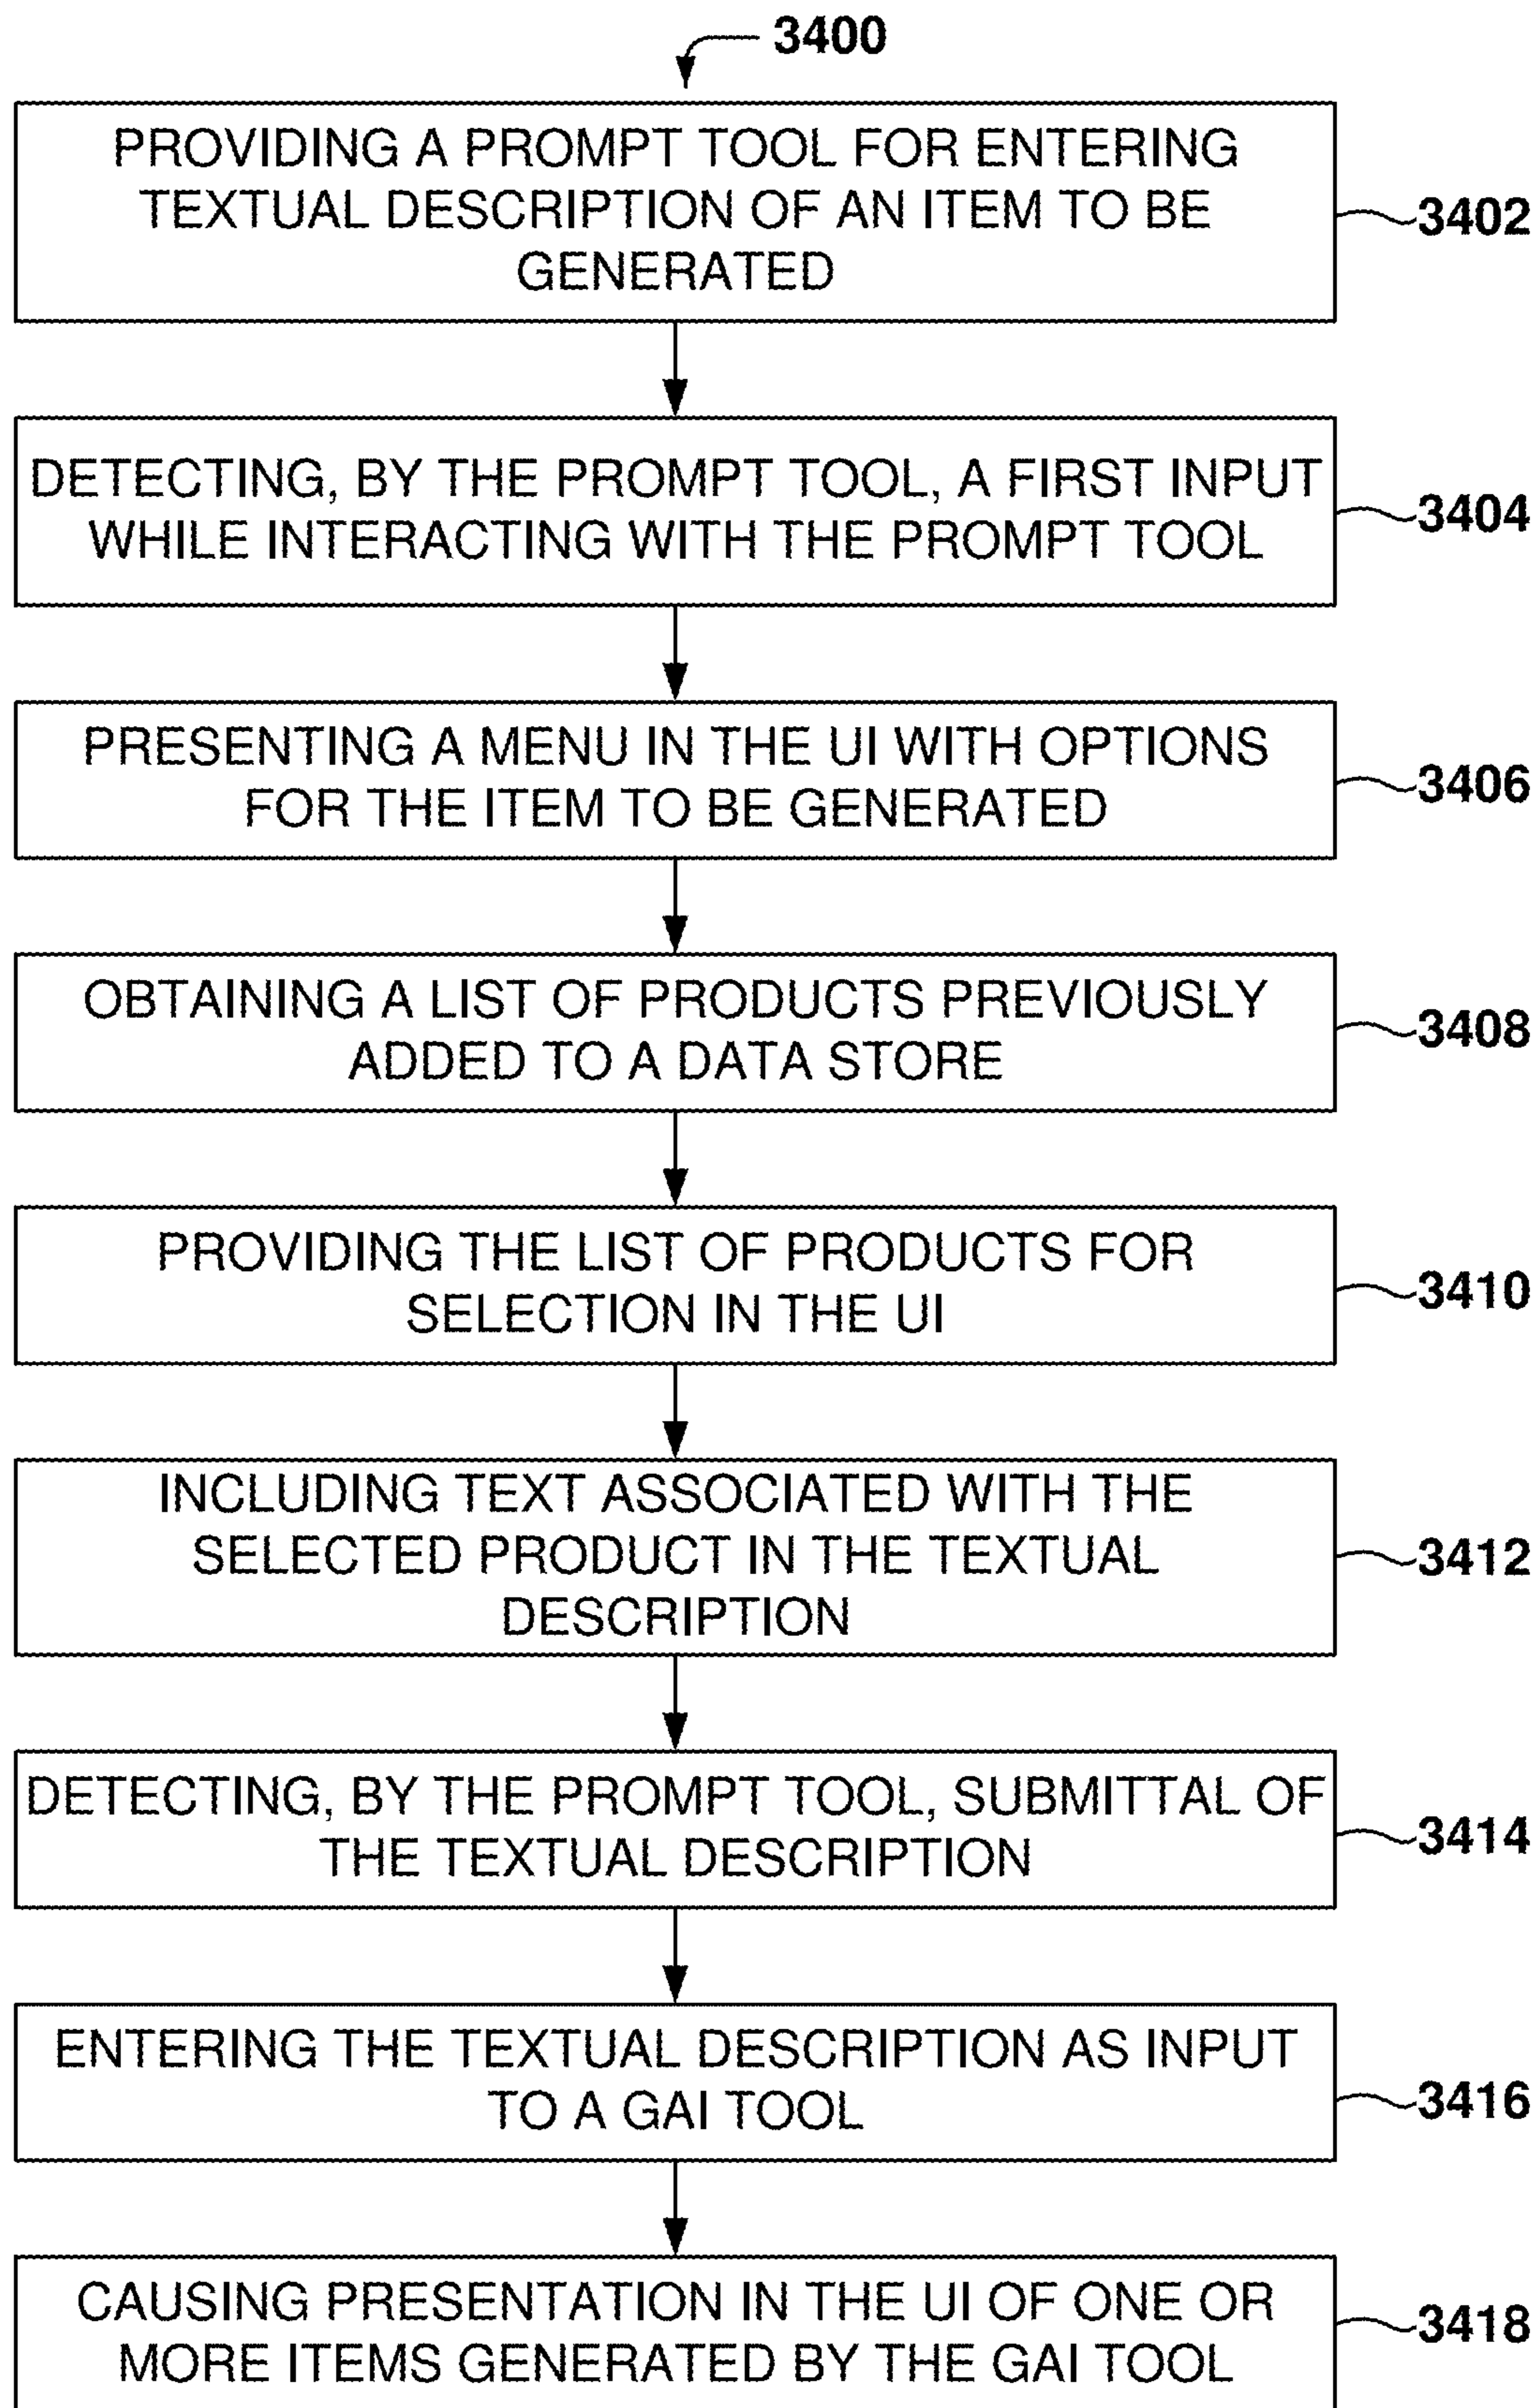 3400
PROVIDING A PROMPT TOOL FOR ENTERING
TEXTUAL DESCRIPTION OF AN ITEM TO BE
GENERATED
3402
DETECTING, BY THE PROMPT TOOL, A FIRST INPUT
WHILE INTERACTING WITH THE PROMPT TOOL
3404
PRESENTING A MENU IN THE UI WITH OPTIONS
FOR THE ITEM TO BE GENERATED
3406
OBTAINING A LIST OF PRODUCTS PREVIOUSLY
ADDED TO A DATA STORE
3408
PROVIDING THE LIST OF PRODUCTS FOR
SELECTION IN THE UI
3410
INCLUDING TEXT ASSOCIATED WITH THE
SELECTED PRODUCT IN THE TEXTUAL
DESCRIPTION
3412
DETECTING, BY THE PROMPT TOOL, SUBMITTAL OF
THE TEXTUAL DESCRIPTION
3414
ENTERING THE TEXTUAL DESCRIPTION AS INPUT
TO A GAI TOOL
3416
CAUSING PRESENTATION IN THE UI OF ONE OR
MORE ITEMS GENERATED BY THE GAI TOOL
3418